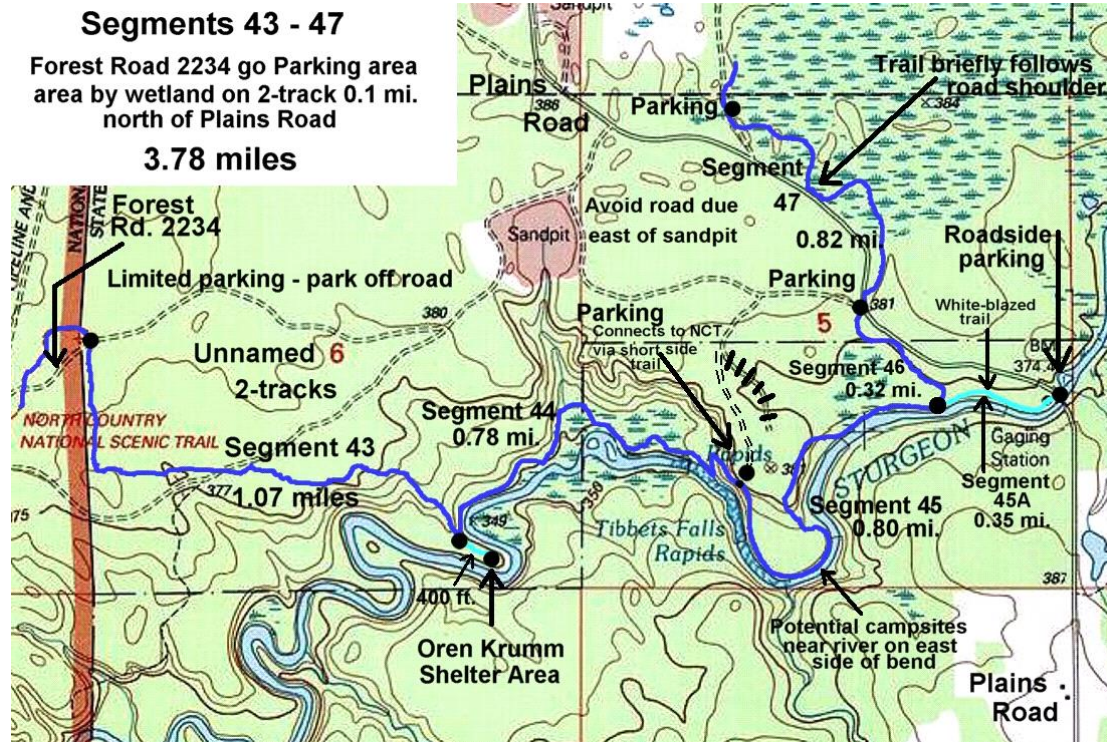 Segments 43 - 47
Forest Road 2234 go Parking area
area by wetland on 2-track 0.1 mi.
north of Plains Road
3.78 miles
Sandpit
Plains
Road
386
Parking
Trail briefly follows
road shoulder
384
Segment
47
0.82 mi.
Avoid road due
east of sandpit
Sandpit
Roadside
parking
Forest
Rd. 2234
NATIONAL
STATE
PIPELINE AND
Limited parking - park off road
380
Parking
381
5
White-blazed
trail
BM
374.4
Parking
Connects to NCT
via short side
trail
Unnamed
2-tracks
6
Segment 46
0.32 mi.
NORTH COUNTRY
NATIONAL SCENIC TRAIL
Segment 44
0.78 mi.
Segment 43
1.07 miles
377
375
Rapids
381
STURGEON
Gaging
Station
Segment
45A
0.35 mi.
350
349
Segment 45
0.80 mi.
Tibbets Falls
Rapids
400 ft.
387
Oren Krumm
Shelter Area
Potential campsites
near river on east
side of bend
Plains
Road